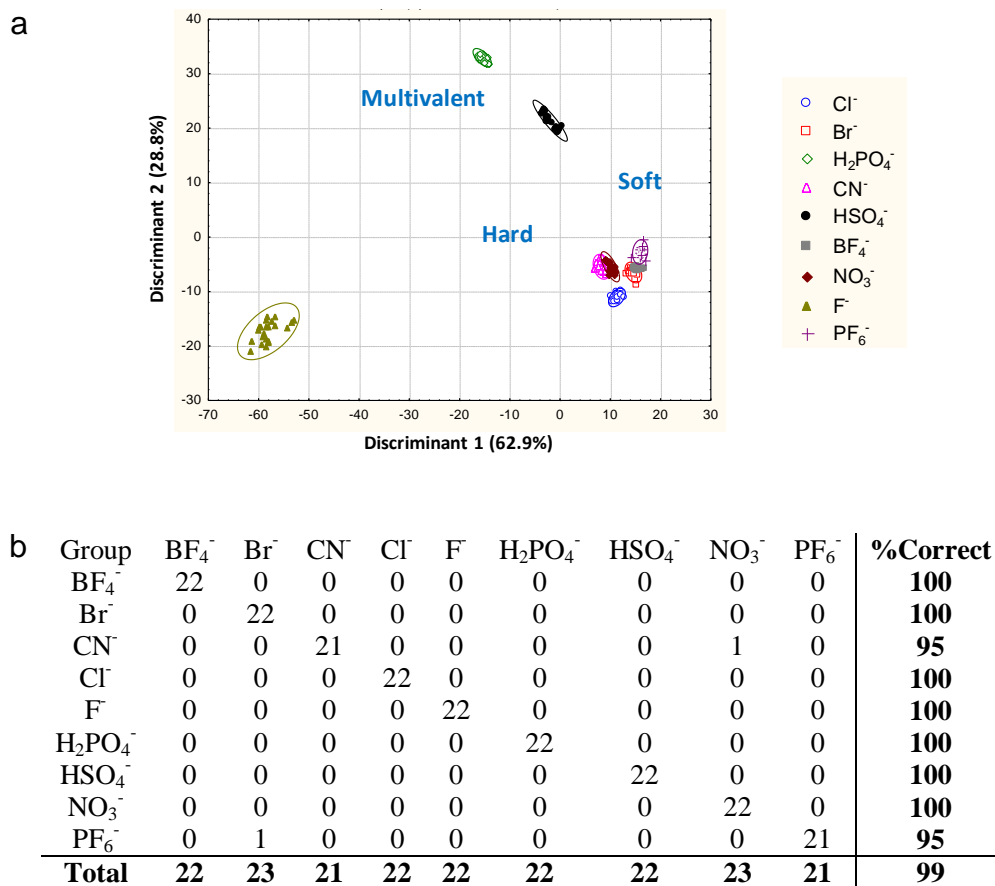 a
Multivalent
Soft
Hard
Discriminant 2 (28.8%)
40
30
20
10
0
-10
-20
-30
-70 -60 -50 -40 -30 -20 -10 0 10 20 30
Discriminant 1 (62.9%)
Cl⁻
Br⁻
H₂PO₄⁻
CN⁻
HSO₄⁻
BF₄⁻
NO₃⁻
F⁻
PF₆⁻
b
Group BF₄⁻ Br⁻ CN⁻ Cl⁻ F⁻ H₂PO₄⁻ HSO₄⁻ NO₃⁻ PF₆⁻ %Correct
BF₄⁻ 22 0 0 0 0 0 0 0 0 100
Br⁻ 0 22 0 0 0 0 0 0 0 100
CN⁻ 0 0 21 0 0 0 0 1 0 95
Cl⁻ 0 0 0 22 0 0 0 0 0 100
F⁻ 0 0 0 0 22 0 0 0 0 100
H₂PO₄⁻ 0 0 0 0 0 22 0 0 0 100
HSO₄⁻ 0 0 0 0 0 0 22 0 0 100
NO₃⁻ 0 0 0 0 0 0 0 22 0 100
PF₆⁻ 0 1 0 0 0 0 0 0 21 95
Total 22 23 21 22 22 22 22 23 21 99